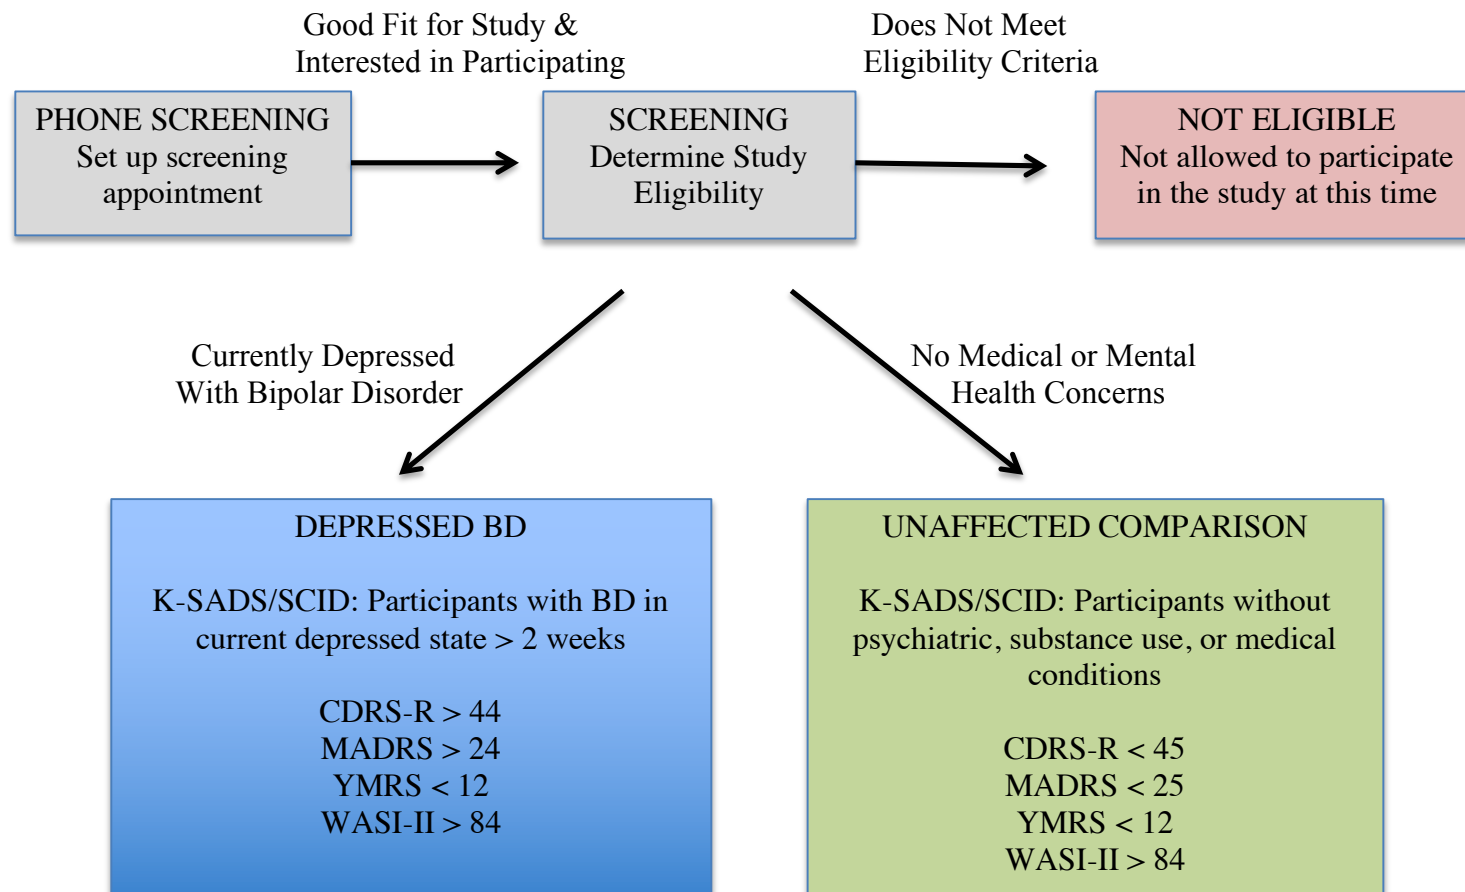 Good Fit for Study &
Interested in Participating
Does Not Meet
Eligibility Criteria
PHONE SCREENING
Set up screening
appointment
SCREENING
Determine Study
Eligibility
NOT ELIGIBLE
Not allowed to participate
in the study at this time
Currently Depressed
With Bipolar Disorder
No Medical or Mental
Health Concerns
DEPRESSED BD
K-SADS/SCID: Participants with BD in
current depressed state > 2 weeks
CDRS-R > 44
MADRS > 24
YMRS < 12
WASI-II > 84
UNAFFECTED COMPARISON
K-SADS/SCID: Participants without
psychiatric, substance use, or medical
conditions
CDRS-R < 45
MADRS < 25
YMRS < 12
WASI-II > 84